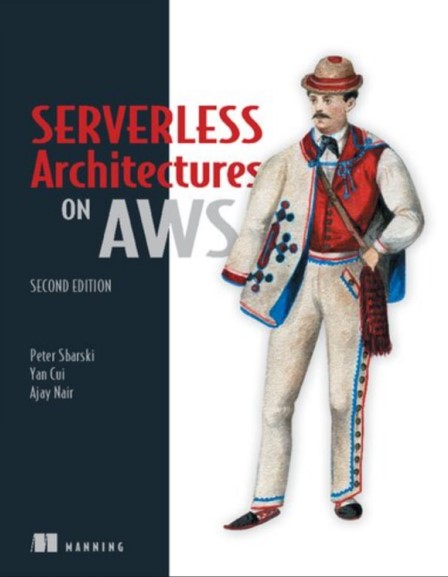 SERVERLESS
Architectures
ON AWS
SECOND EDITION
Peter Sbarski
Yan Cui
Ajay Nair
MANNING